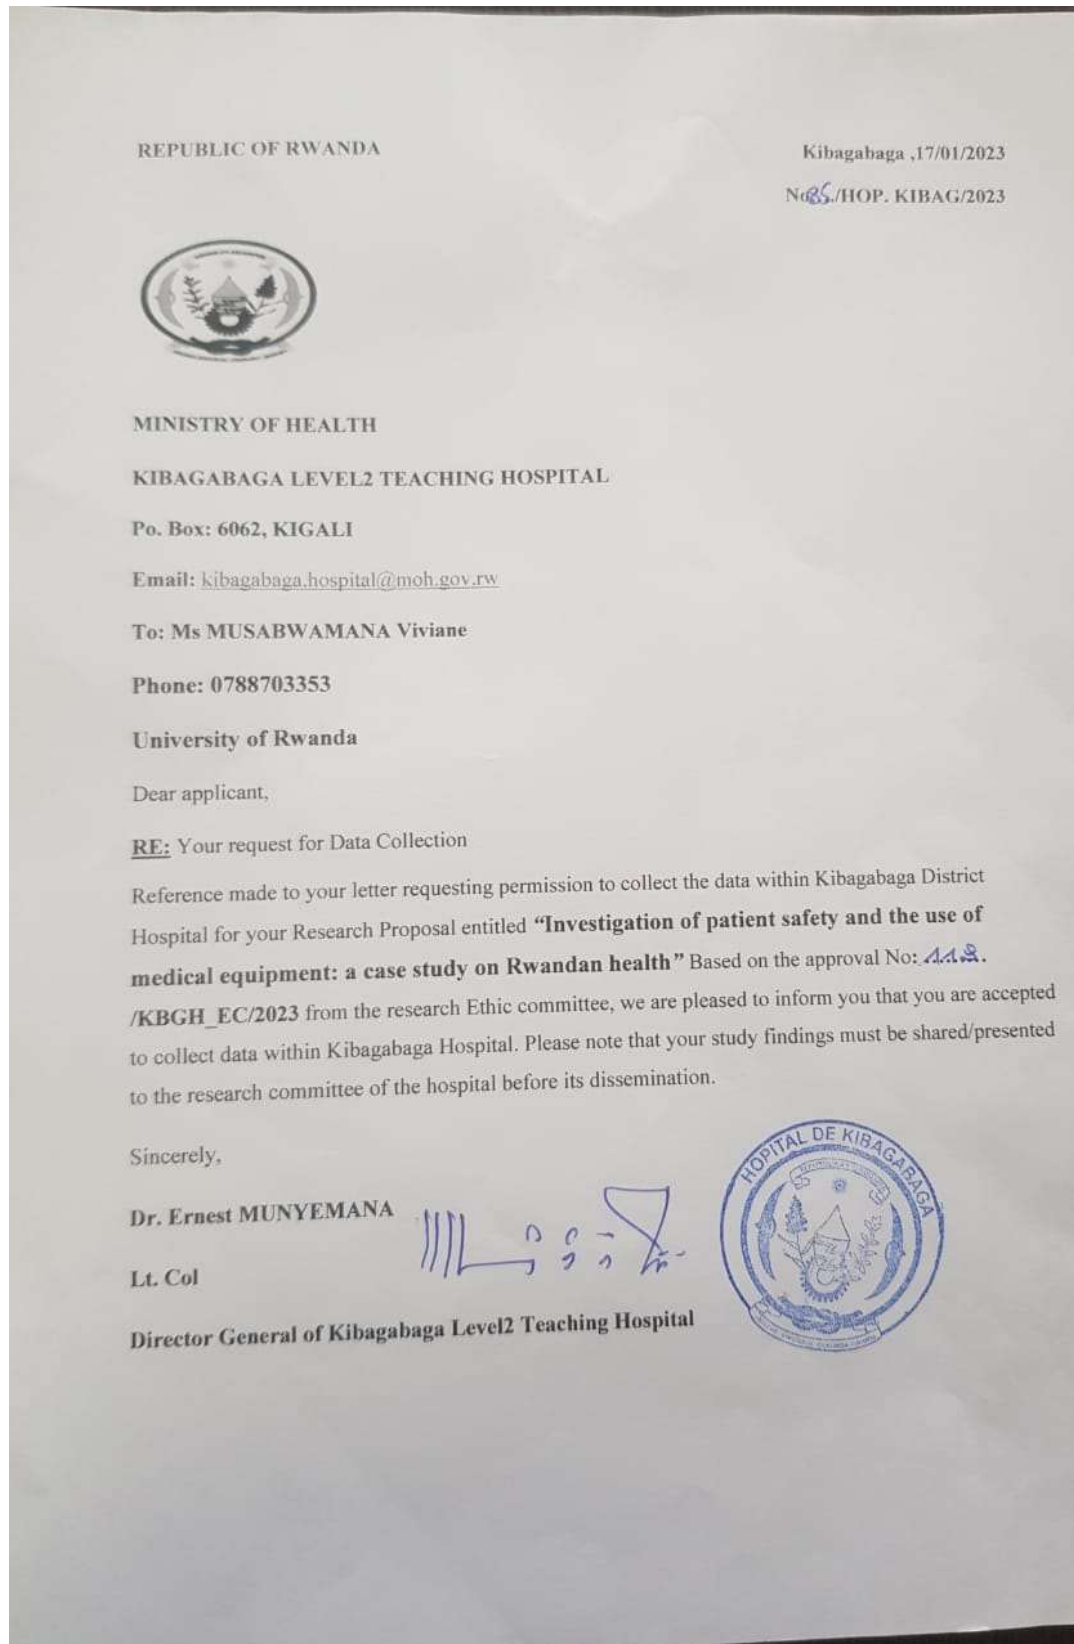 REPUBLIC OF RWANDA
Kibagabaga ,17/01/2023
No85./HOP. KIBAG/2023
MINISTRY OF HEALTH
KIBAGABAGA LEVEL2 TEACHING HOSPITAL
Po. Box: 6062, KIGALI
Email: kibagabaga.hospital@moh.gov.rw
To: Ms MUSABWAMANA Viviane
Phone: 0788703353
University of Rwanda
Dear applicant,
RE: Your request for Data Collection
Reference made to your letter requesting permission to collect the data within Kibagabaga District
Hospital for your Research Proposal entitled “Investigation of patient safety and the use of
medical equipment: a case study on Rwandan health” Based on the approval No:
/KBGH_EC/2023 from the research Ethic committee, we are pleased to inform you that you are accepted
to collect data within Kibagabaga Hospital. Please note that your study findings must be shared/presented
to the research committee of the hospital before its dissemination.
Sincerely,
Dr. Ernest MUNYEMANA
Lt. Col
Director General of Kibagabaga Level2 Teaching Hospital
HOPITAL DE KIBAGABAGA